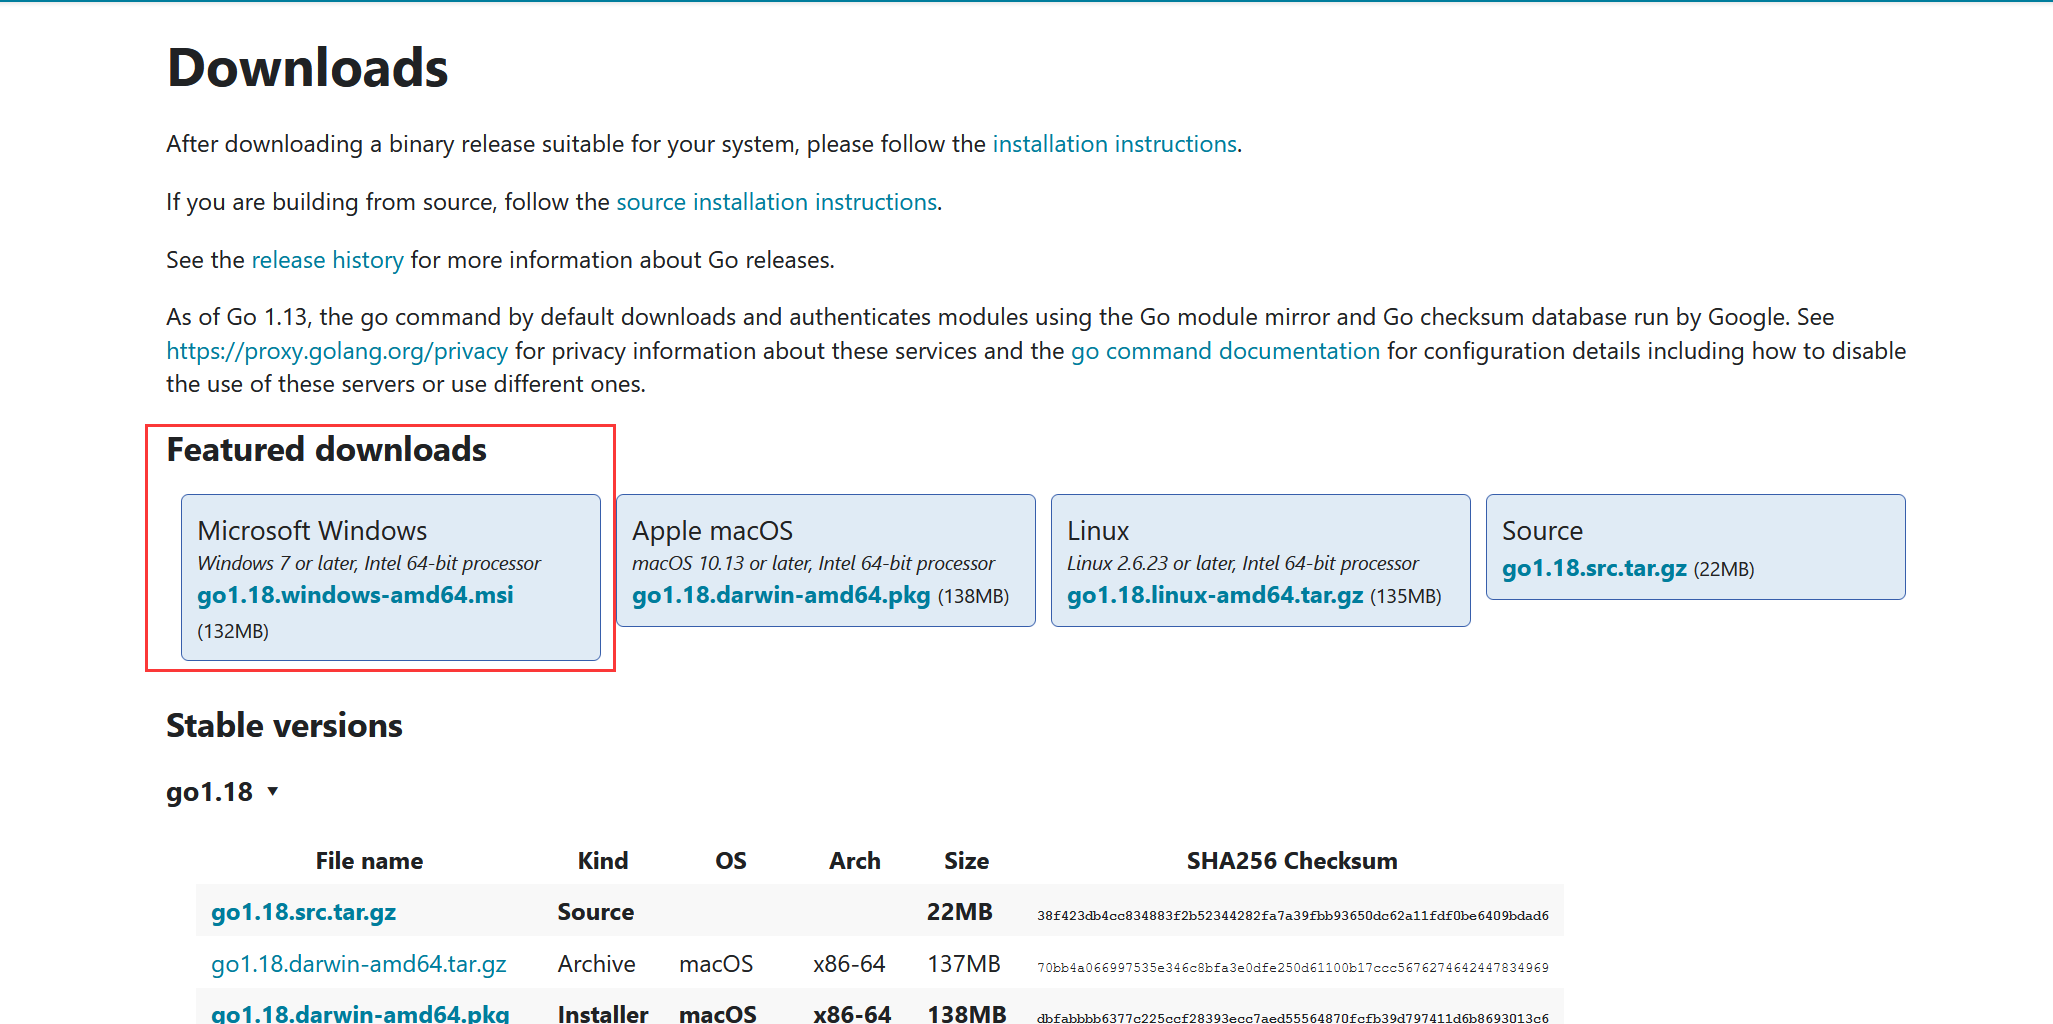 Downloads
After downloading a binary release suitable for your system, please follow the installation instructions.
If you are building from source, follow the source installation instructions.
See the release history for more information about Go releases.
As of Go 1.13, the go command by default downloads and authenticates modules using the Go module mirror and Go checksum database run by Google. See
https://proxy.golang.org/privacy for privacy information about these services and the go command documentation for configuration details including how to disable
the use of these servers or use different ones.
Featured downloads
Microsoft Windows
Windows 7 or later, Intel 64-bit processor
go1.18.windows-amd64.msi
(132MB)
Apple macOS
macOS 10.13 or later, Intel 64-bit processor
go1.18.darwin-amd64.pkg (138MB)
Linux
Linux 2.6.23 or later, Intel 64-bit processor
go1.18.linux-amd64.tar.gz (135MB)
Source
go1.18.src.tar.gz (22MB)
Stable versions
go1.18 ▾
File name Kind OS Arch Size SHA256 Checksum
go1.18.src.tar.gz Source 22MB 38f423db4cc834883f2b52344282fa7a39fbb93650dc62a11fdf0be6409bdad6
go1.18.darwin-amd64.tar.gz Archive macOS x86-64 137MB 70bb4a066997535e346c8bfa3e0dfe250d61100b17ccc5676274642447834969
go1.18.darwin-amd64.pkg Installer macOS x86-64 138MB dbfabbbb6377c225ccf28393ecc7aed55564870fcfb39d797411d6b8693013c6